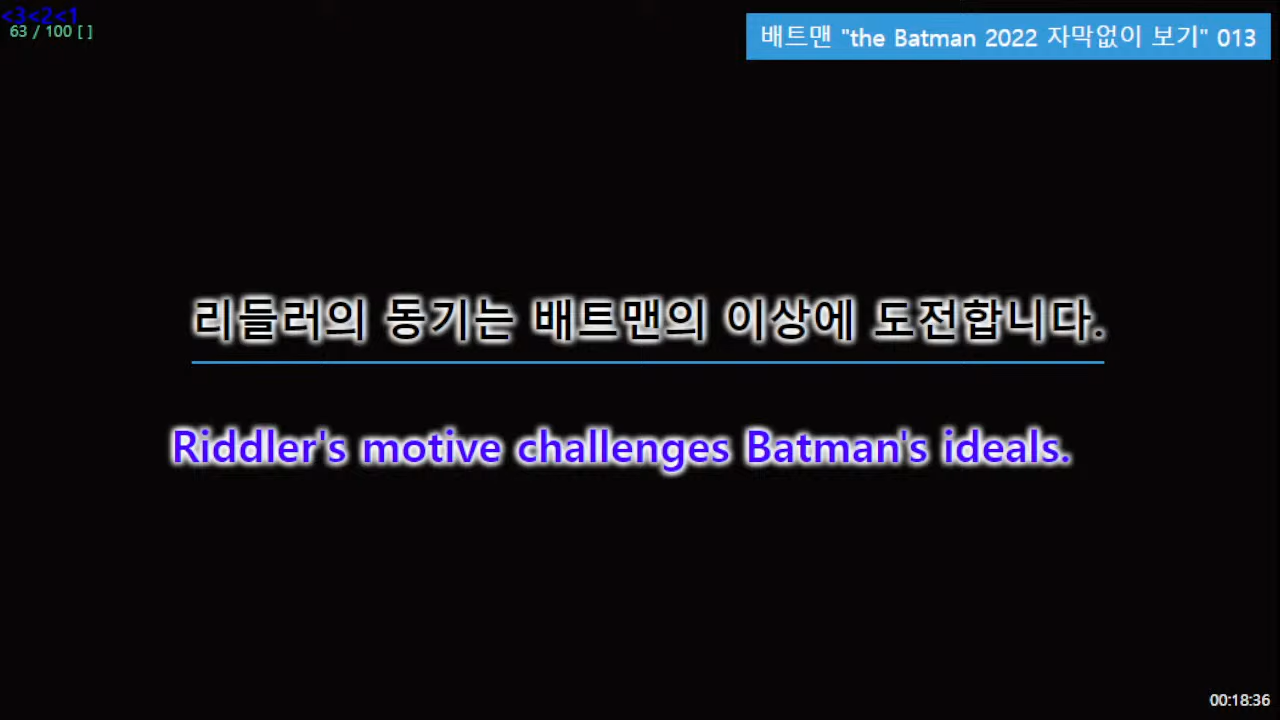 <3<2<1
63 / 100 [ ]
배트맨 "the Batman 2022 자막없이 보기" 013
리들러의 동기는 배트맨의 이상에 도전합니다.
Riddler's motive challenges Batman's ideals.
00:18:36